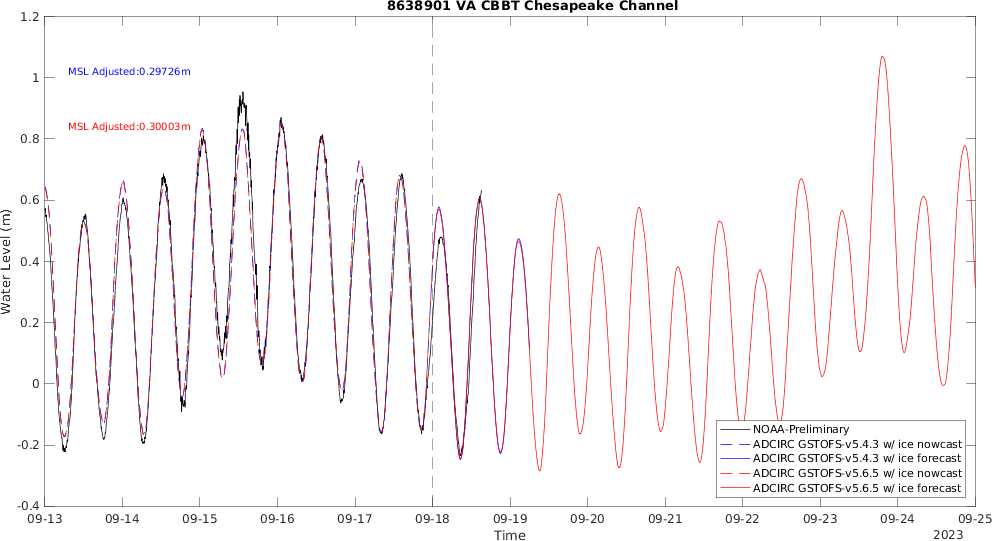 8638901 VA CBBT Chesapeake Channel
1.2
1
0.8
0.6
0.4
0.2
0
-0.2
-0.4
Water Level (m)
MSL Adjusted:0.29726m
MSL Adjusted:0.30003m
NOAA-Preliminary
ADCIRC GSTOFS-v5.4.3 w/ ice nowcast
ADCIRC GSTOFS-v5.4.3 w/ ice forecast
ADCIRC GSTOFS-v5.6.5 w/ ice nowcast
ADCIRC GSTOFS-v5.6.5 w/ ice forecast
09-13 09-14 09-15 09-16 09-17 09-18 09-19 09-20 09-21 09-22 09-23 09-24 09-25
Time
2023